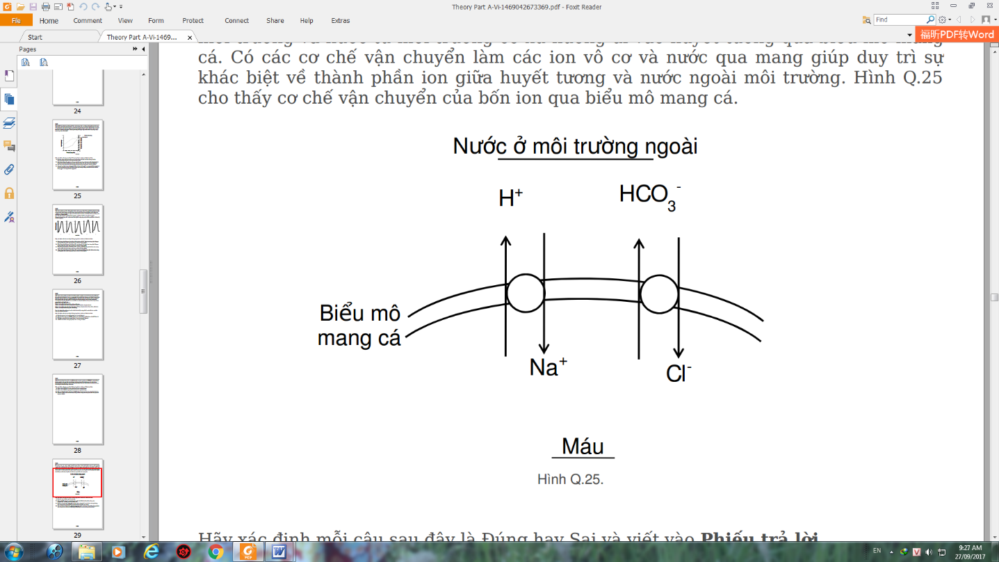 Theory Part A-Vi-1469042673369.pdf - Foxit Reader
File Home Comment View Form Protect Connect Share Help Extras
Find
Start
Theory Part A-Vi-1469...
福昕PDF转Word
Pages
24
25
26
27
28
29
cá. Có các cơ chế vận chuyển làm các ion vô cơ và nước qua mang giúp duy trì sự
khác biệt về thành phần ion giữa huyết tương và nước ngoài môi trường. Hình Q.25
cho thấy cơ chế vận chuyển của bốn ion qua biểu mô mang cá.
Nước ở môi trường ngoài
H+ HCO3-
Biểu mô
mang cá
Na+ Cl-
Máu
Hình Q.25.
Hãy xác định mỗi câu sau đây là Đúng hay Sai và viết vào Phiếu trả lời
EN
9:27 AM
27/09/2017